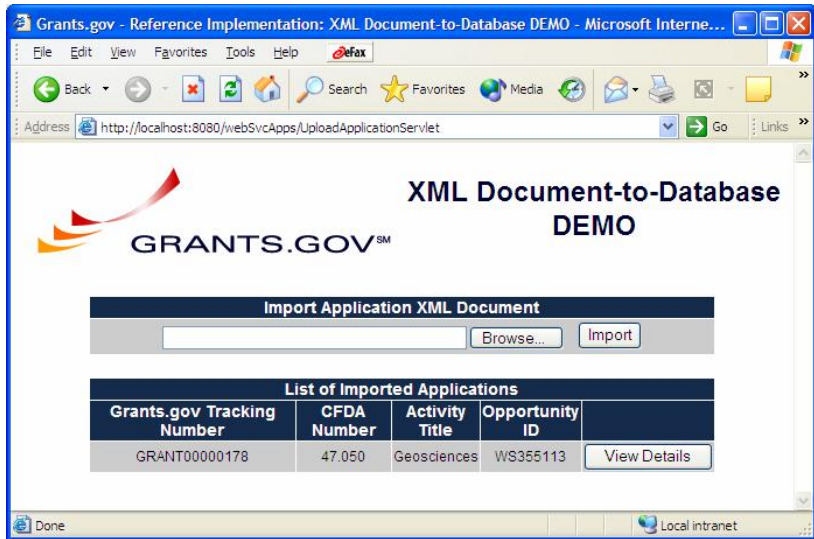 Grants.gov - Reference Implementation: XML Document-to-Database DEMO - Microsoft Interne...
File Edit View Favorites Tools Help eFax
Back Search Favorites Media »
Address http://localhost:8080/webSvcApps/UploadApplicationServlet Go Links »
GRANTS.GOV℠
XML Document-to-Database
DEMO
Import Application XML Document
Browse... Import
List of Imported Applications
Grants.gov Tracking Number CFDA Number Activity Title Opportunity ID
GRANT00000178 47.050 Geosciences WS355113 View Details
Done Local intranet